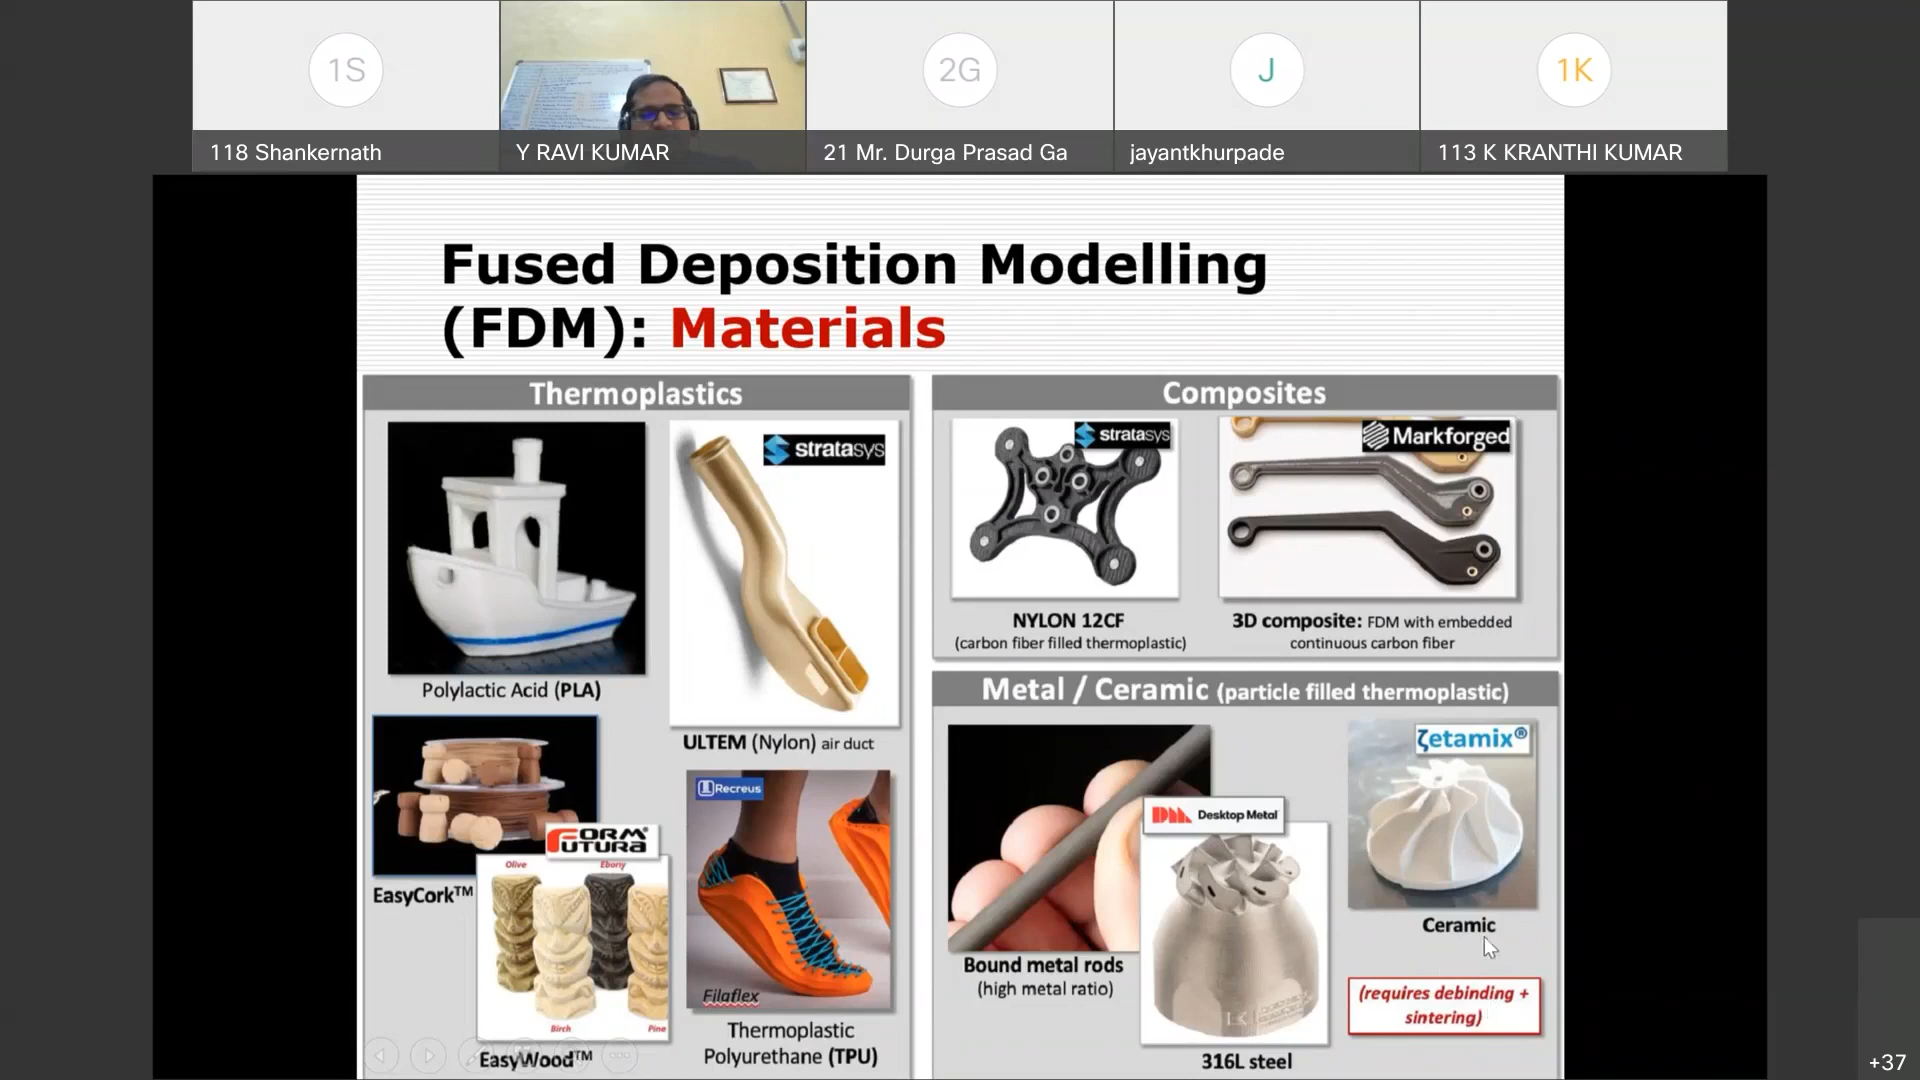 1S
2G
J
1K
118 Shankernath
Y RAVI KUMAR
21 Mr. Durga Prasad Ga
jayantkhurpade
113 K KRANTHI KUMAR
Fused Deposition Modelling
(FDM): Materials
Thermoplastics
stratasys
Polylactic Acid (PLA)
ULTEM (Nylon) air duct
FORM
FUTURA
Olive
Ebony
Birch
Pine
EasyCork™
EasyWood™
Recreus
Filaflex
Thermoplastic
Polyurethane (TPU)
Composites
stratasys
Markforged
NYLON 12CF
(carbon fiber filled thermoplastic)
3D composite: FDM with embedded
continuous carbon fiber
Metal / Ceramic (particle filled thermoplastic)
Desktop Metal
ζetamix®
Bound metal rods
(high metal ratio)
316L steel
Ceramic
(requires debinding +
sintering)
+37